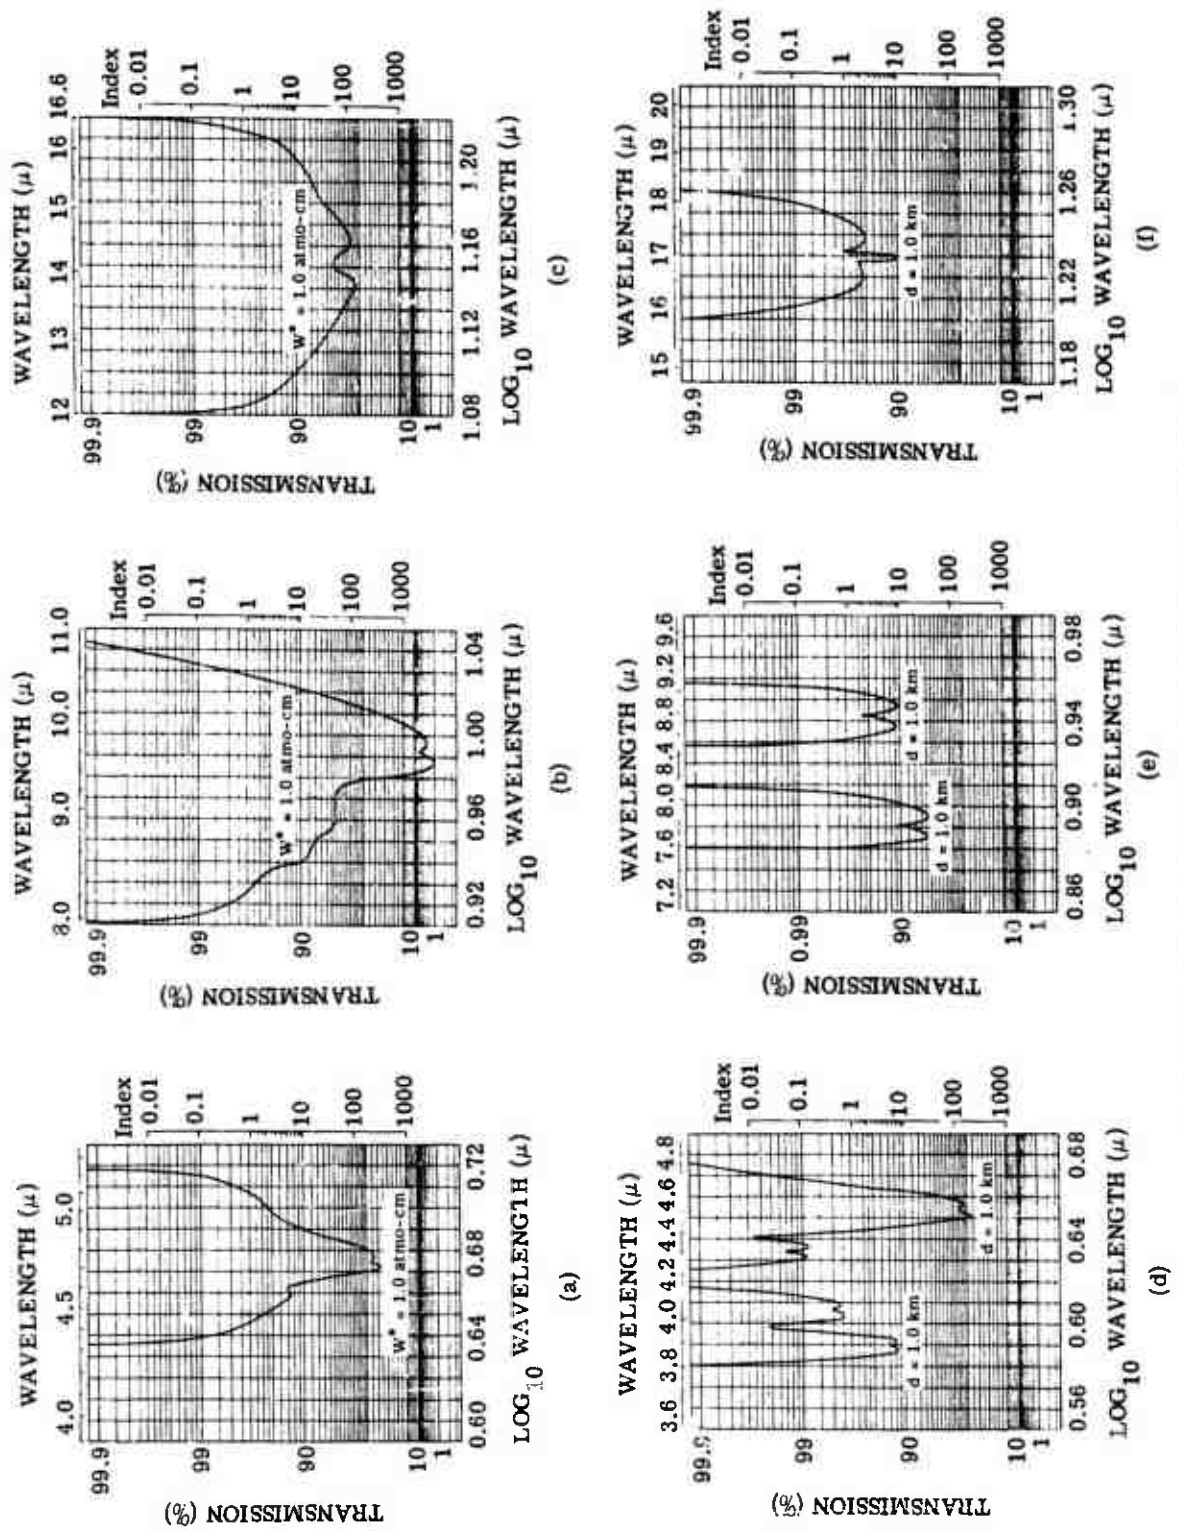 WAVELENGTH (μ)
4.0 4.5 5.0
Index
0.01
0.1
1
10
100
1000
99.9
99
90
10
1
TRANSMISSION (%)
W* = 1.0 atmo-cm
0.60 0.64 0.68 0.72
LOG10 WAVELENGTH (μ)
(a)
WAVELENGTH (μ)
8.0 9.0 10.0 11.0
Index
0.01
0.1
1
10
100
1000
99.9
99
90
10
1
TRANSMISSION (%)
W* = 1.0 atmo-cm
0.92 0.96 1.00 1.04
LOG10 WAVELENGTH (μ)
(b)
WAVELENGTH (μ)
12 13 14 15 16 16.6
Index
0.01
0.1
1
10
100
1000
99.9
99
90
10
1
TRANSMISSION (%)
W* = 1.0 atmo-cm
1.08 1.12 1.16 1.20
LOG10 WAVELENGTH (μ)
(c)
WAVELENGTH (μ)
3.6 3.8 4.0 4.2 4.4 4.6 4.8
Index
0.01
0.1
1
10
100
1000
99.9
99
90
10
1
TRANSMISSION (%)
d = 1.0 km
d = 1.0 km
0.56 0.60 0.64 0.68
LOG10 WAVELENGTH (μ)
(d)
WAVELENGTH (μ)
7.2 7.6 8.0 8.4 8.8 9.2 9.6
Index
0.01
0.1
1
10
100
1000
99.9
0.99
90
10
1
TRANSMISSION (%)
d = 1.0 km
d = 1.0 km
0.86 0.90 0.94 0.98
LOG10 WAVELENGTH (μ)
(e)
WAVELENGTH (μ)
15 16 17 18 19 20
Index
0.01
0.1
1
10
100
1000
99.9
99
90
10
1
TRANSMISSION (%)
d = 1.0 km
1.18 1.22 1.26 1.30
LOG10 WAVELENGTH (μ)
(f)